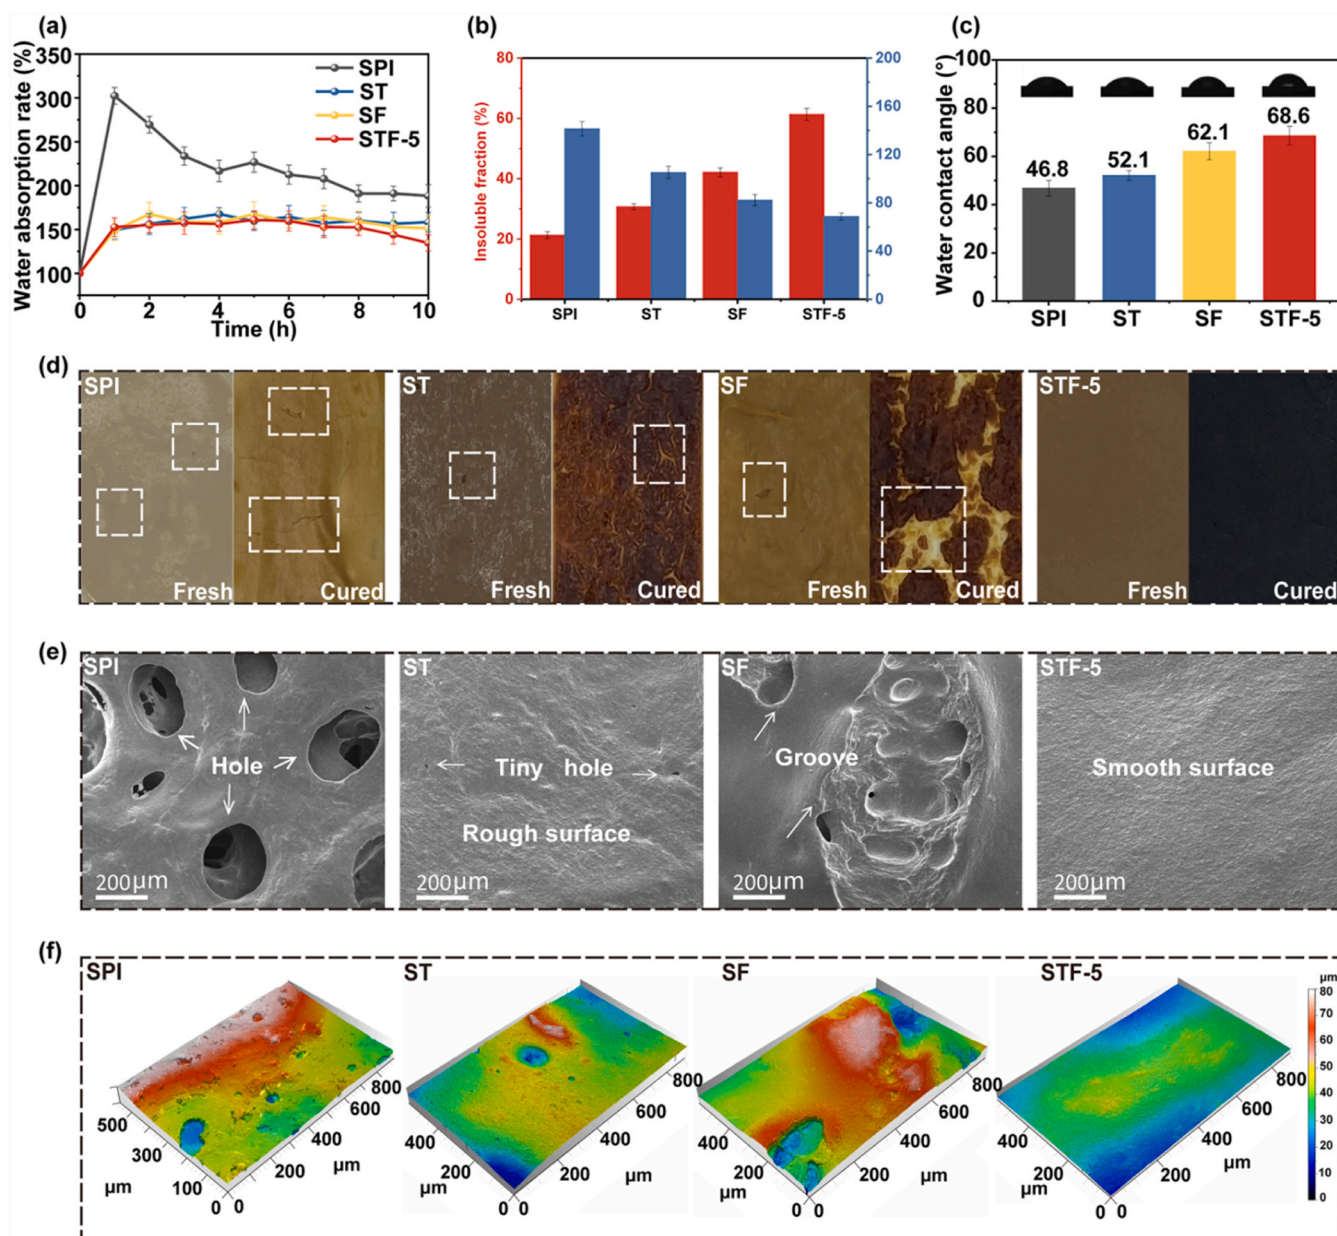 (a)
Water absorption rate (%)
350
300
250
200
150
100
0
2
4
6
8
10
Time (h)
SPI
ST
SF
STF-5
(b)
Insoluble fraction (%)
80
60
40
20
0
200
160
120
80
40
0
SPI
ST
SF
STF-5
(c)
Water contact angle (°)
100
80
60
40
20
0
46.8
52.1
62.1
68.6
SPI
ST
SF
STF-5
(d)
SPI
Fresh
Cured
ST
Fresh
Cured
SF
Fresh
Cured
STF-5
Fresh
Cured
(e)
SPI
Hole
200μm
ST
Tiny hole
Rough surface
200μm
SF
Groove
200μm
STF-5
Smooth surface
200μm
(f)
SPI
500
300
100
0
μm
0
200
400
600
800
μm
ST
400
200
0
μm
0
200
400
600
800
μm
SF
400
200
0
μm
0
200
400
600
800
μm
STF-5
400
200
0
μm
0
200
600
800
μm
μm
80
70
60
50
40
30
20
10
0